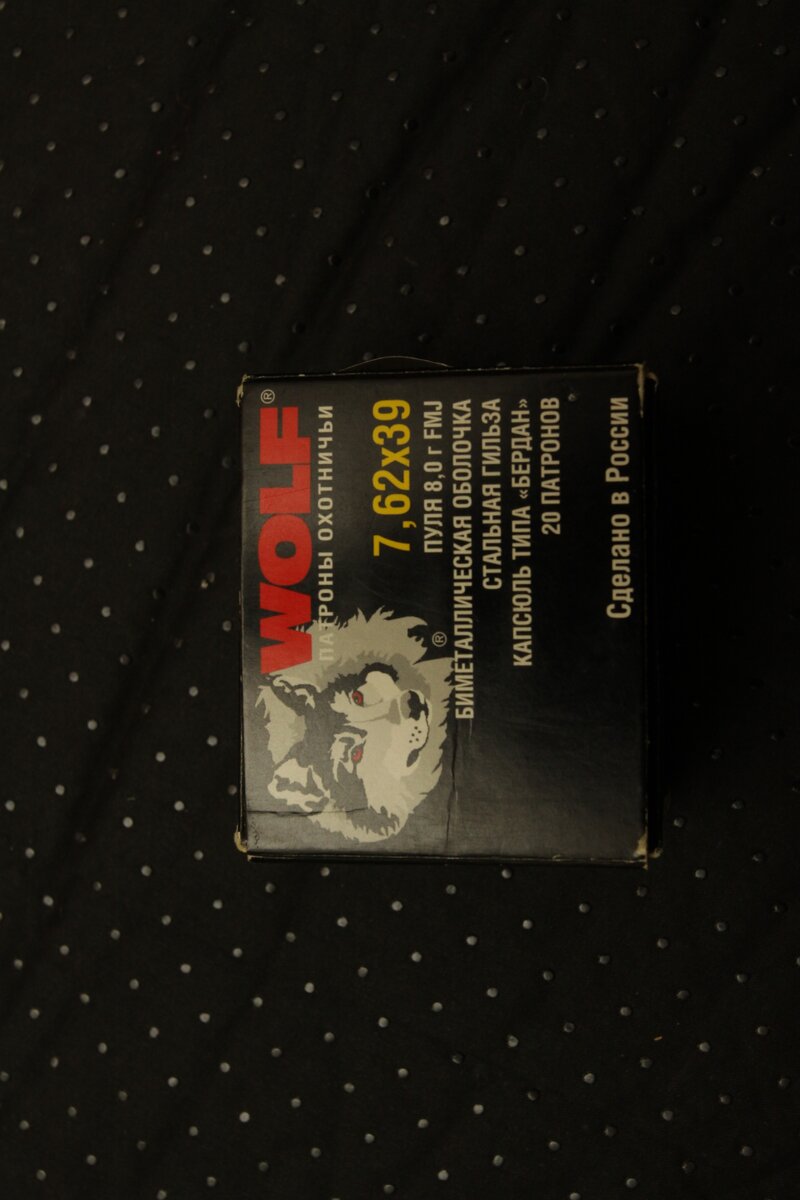 WOLF®
ПАТРОНЫ ОХОТНИЧЬИ
7,62x39
ПУЛЯ 8,0 г FMJ
®
БИМЕТАЛЛИЧЕСКАЯ ОБОЛОЧКА
СТАЛЬНАЯ ГИЛЬЗА
КАПСЮЛЬ ТИПА «БЕРДАН»
20 ПАТРОНОВ
Сделано в России